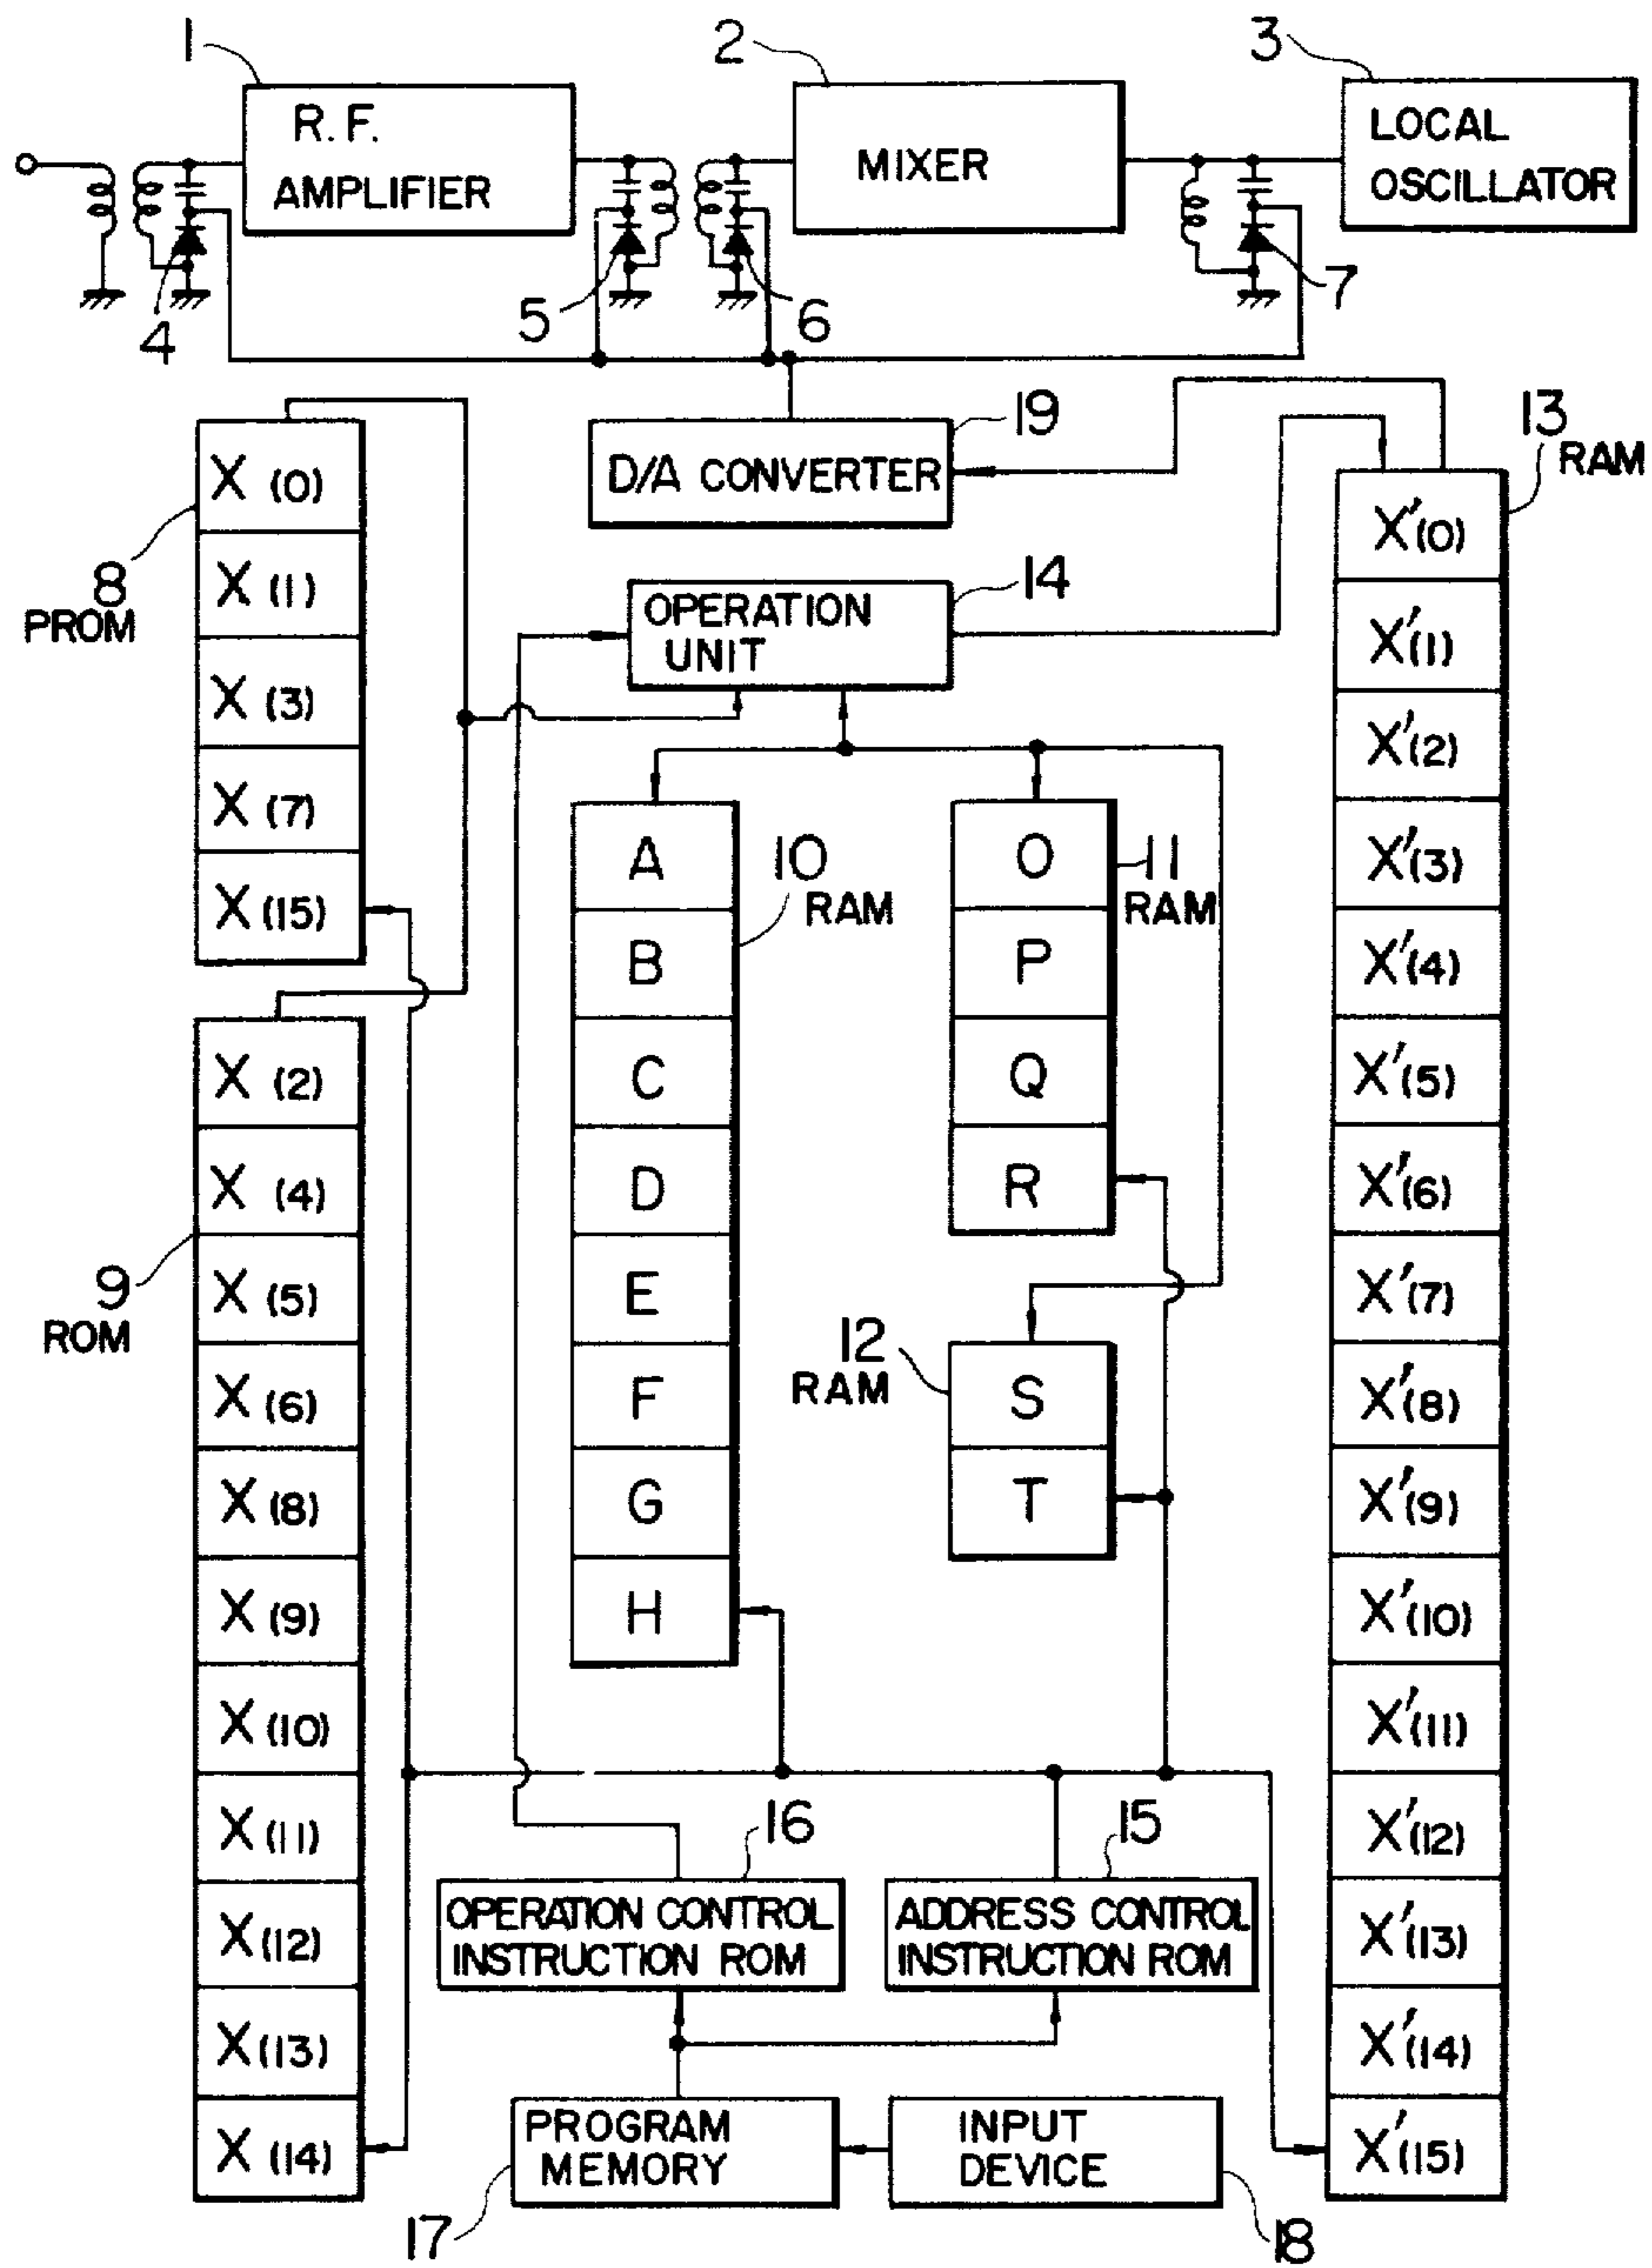 1
2
3
R.F.
AMPLIFIER
MIXER
LOCAL
OSCILLATOR
4
5
6
7
19
D/A CONVERTER
13
RAM
8
PROM
X (0)
X (1)
X (3)
X (7)
X (15)
14
OPERATION
UNIT
9
ROM
X (2)
X (4)
X (5)
X (6)
X (8)
X (9)
X (10)
X (11)
X (12)
X (13)
X (14)
10
RAM
A
B
C
D
E
F
G
H
11
RAM
O
P
Q
R
12
RAM
S
T
X'(0)
X'(1)
X'(2)
X'(3)
X'(4)
X'(5)
X'(6)
X'(7)
X'(8)
X'(9)
X'(10)
X'(11)
X'(12)
X'(13)
X'(14)
X'(15)
16
15
OPERATION CONTROL
INSTRUCTION ROM
ADDRESS CONTROL
INSTRUCTION ROM
PROGRAM
MEMORY
INPUT
DEVICE
17
18